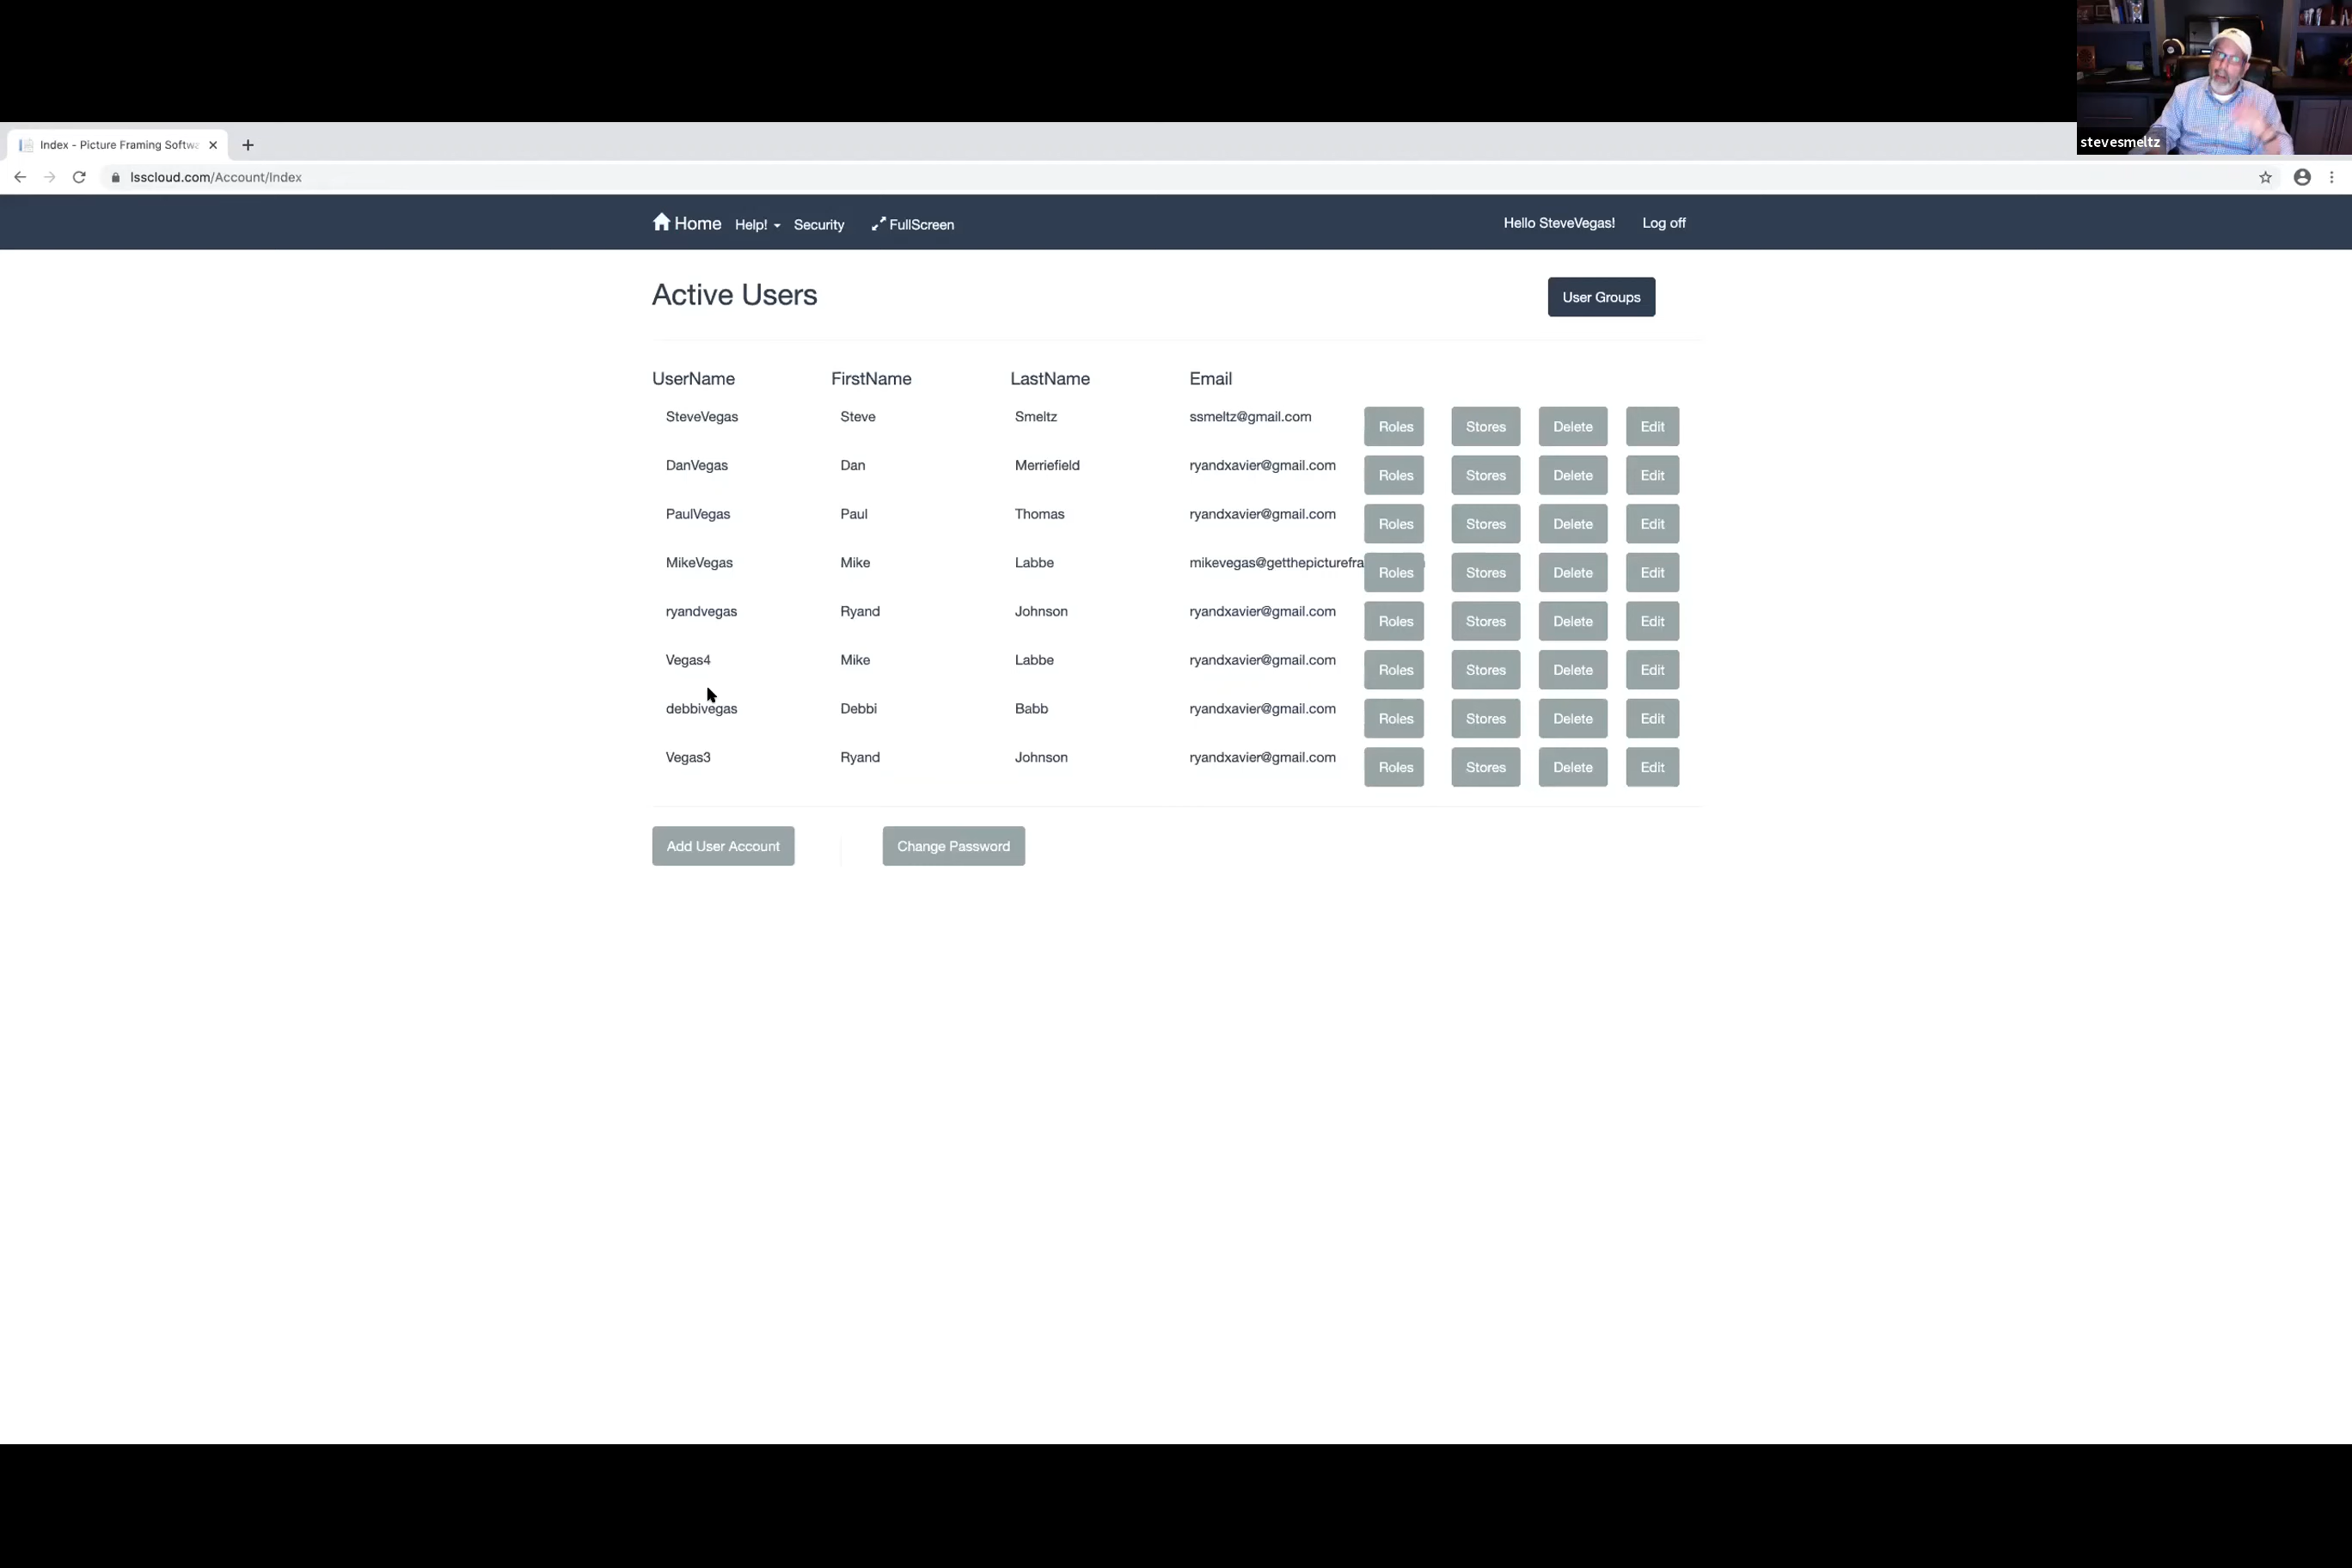 stevesmeltz
Index - Picture Framing Softwa
lsscloud.com/Account/Index
Home Help! Security FullScreen Hello SteveVegas! Log off
Active Users User Groups
UserName FirstName LastName Email
SteveVegas Steve Smeltz ssmeltz@gmail.com Roles Stores Delete Edit
DanVegas Dan Merriefield ryandxavier@gmail.com Roles Stores Delete Edit
PaulVegas Paul Thomas ryandxavier@gmail.com Roles Stores Delete Edit
MikeVegas Mike Labbe mikevegas@getthepicturefra Roles Stores Delete Edit
ryandvegas Ryand Johnson ryandxavier@gmail.com Roles Stores Delete Edit
Vegas4 Mike Labbe ryandxavier@gmail.com Roles Stores Delete Edit
debbivegas Debbi Babb ryandxavier@gmail.com Roles Stores Delete Edit
Vegas3 Ryand Johnson ryandxavier@gmail.com Roles Stores Delete Edit
Add User Account Change Password